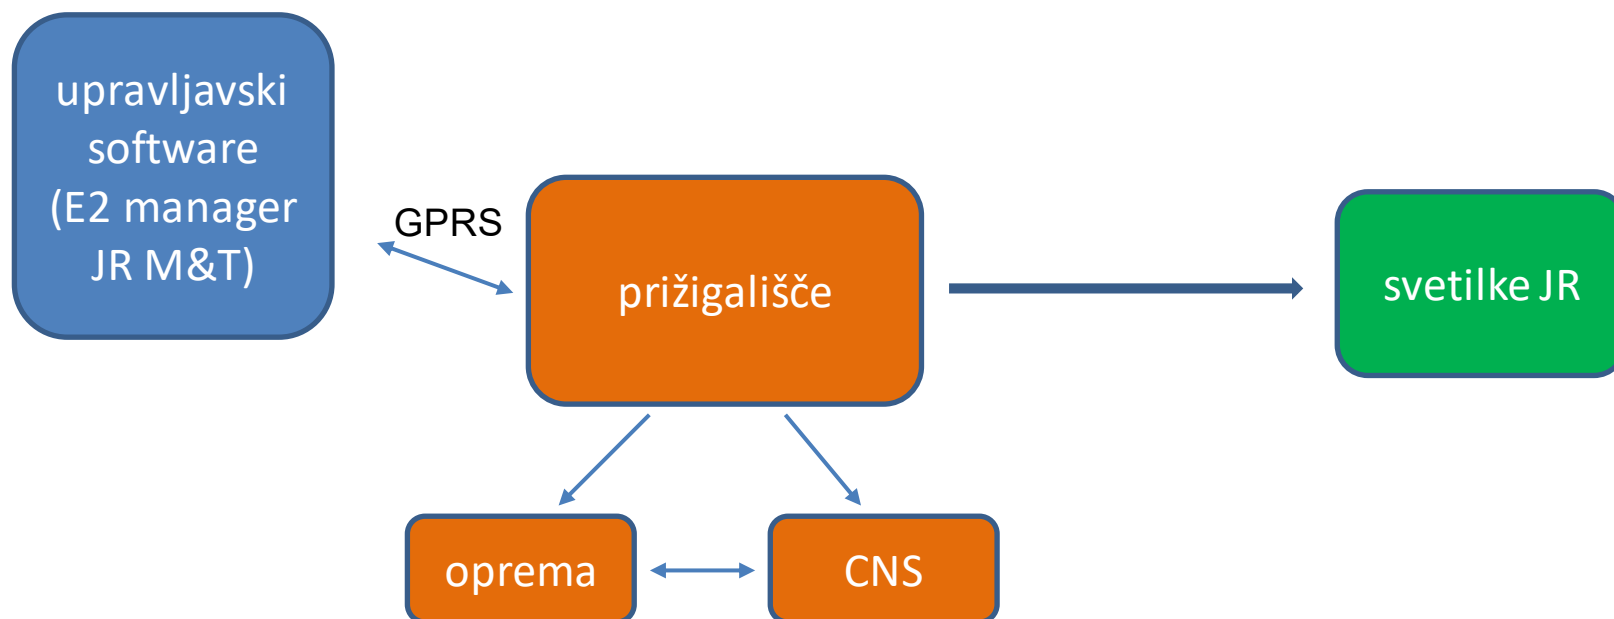 upravljavski
software
(E2 manager
JR M&T)
GPRS
prižigališče
svetilke JR
oprema
CNS